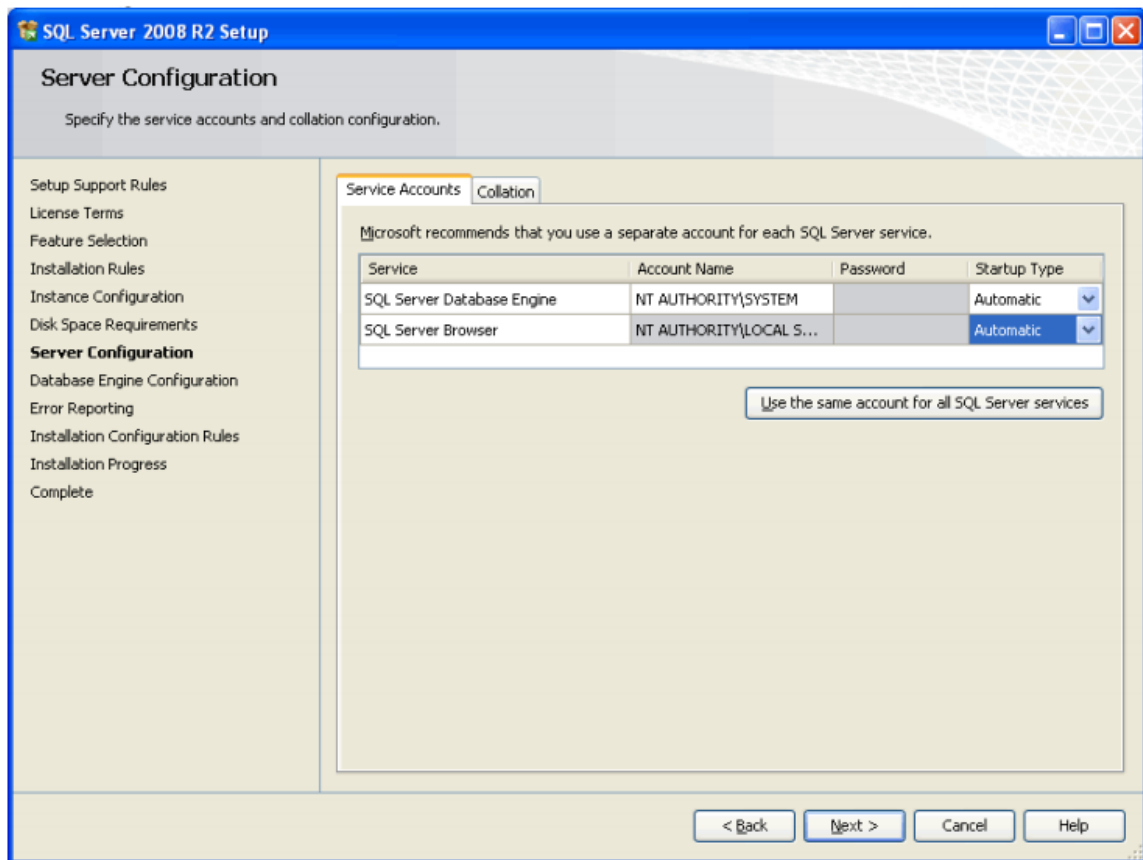 SQL Server 2008 R2 Setup
Server Configuration
Specify the service accounts and collation configuration.
Setup Support Rules
License Terms
Feature Selection
Installation Rules
Instance Configuration
Disk Space Requirements
Server Configuration
Database Engine Configuration
Error Reporting
Installation Configuration Rules
Installation Progress
Complete
Service Accounts Collation
Microsoft recommends that you use a separate account for each SQL Server service.
Service Account Name Password Startup Type
SQL Server Database Engine NT AUTHORITY\SYSTEM Automatic
SQL Server Browser NT AUTHORITY\LOCAL S... Automatic
Use the same account for all SQL Server services
< Back Next > Cancel Help